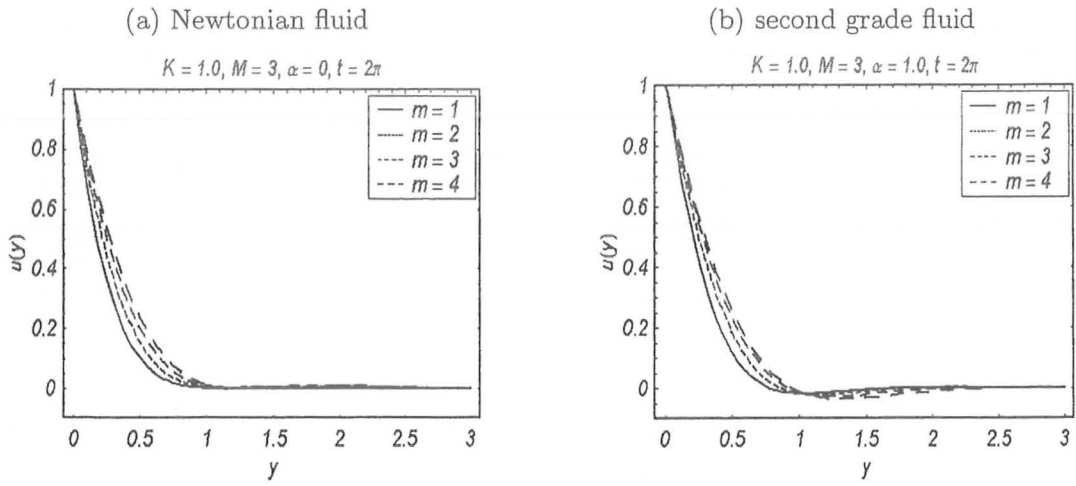 (a) Newtonian fluid
K = 1.0, M = 3, α = 0, t = 2π
1
0.8
0.6
0.4
0.2
0
u(y)
m = 1
m = 2
m = 3
m = 4
0 0.5 1 1.5 2 2.5 3
y
(b) second grade fluid
K = 1.0, M = 3, α = 1.0, t = 2π
1
0.8
0.6
0.4
0.2
0
u(y)
m = 1
m = 2
m = 3
m = 4
0 0.5 1 1.5 2 2.5 3
y